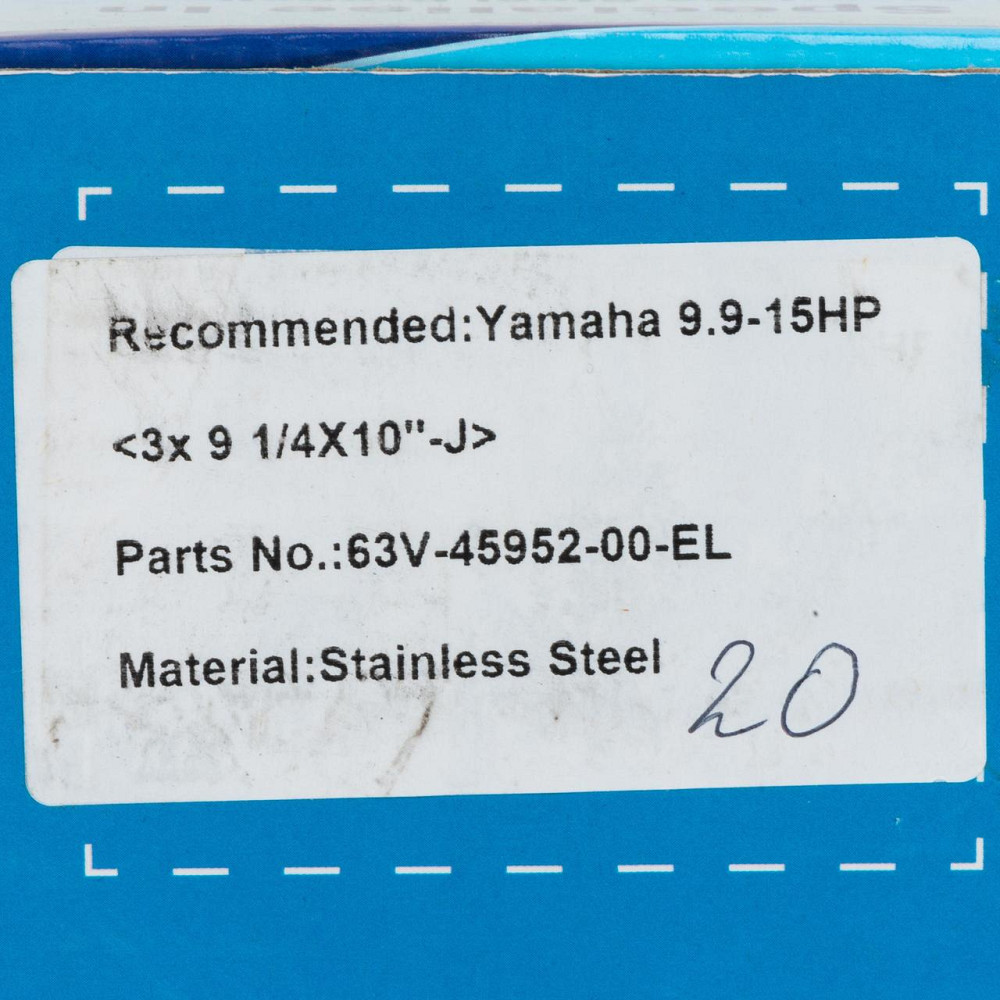 Recommended:Yamaha 9.9-15HP
<3x 9 1/4X10"-J>
Parts No.:63V-45952-00-EL
Material:Stainless Steel
20